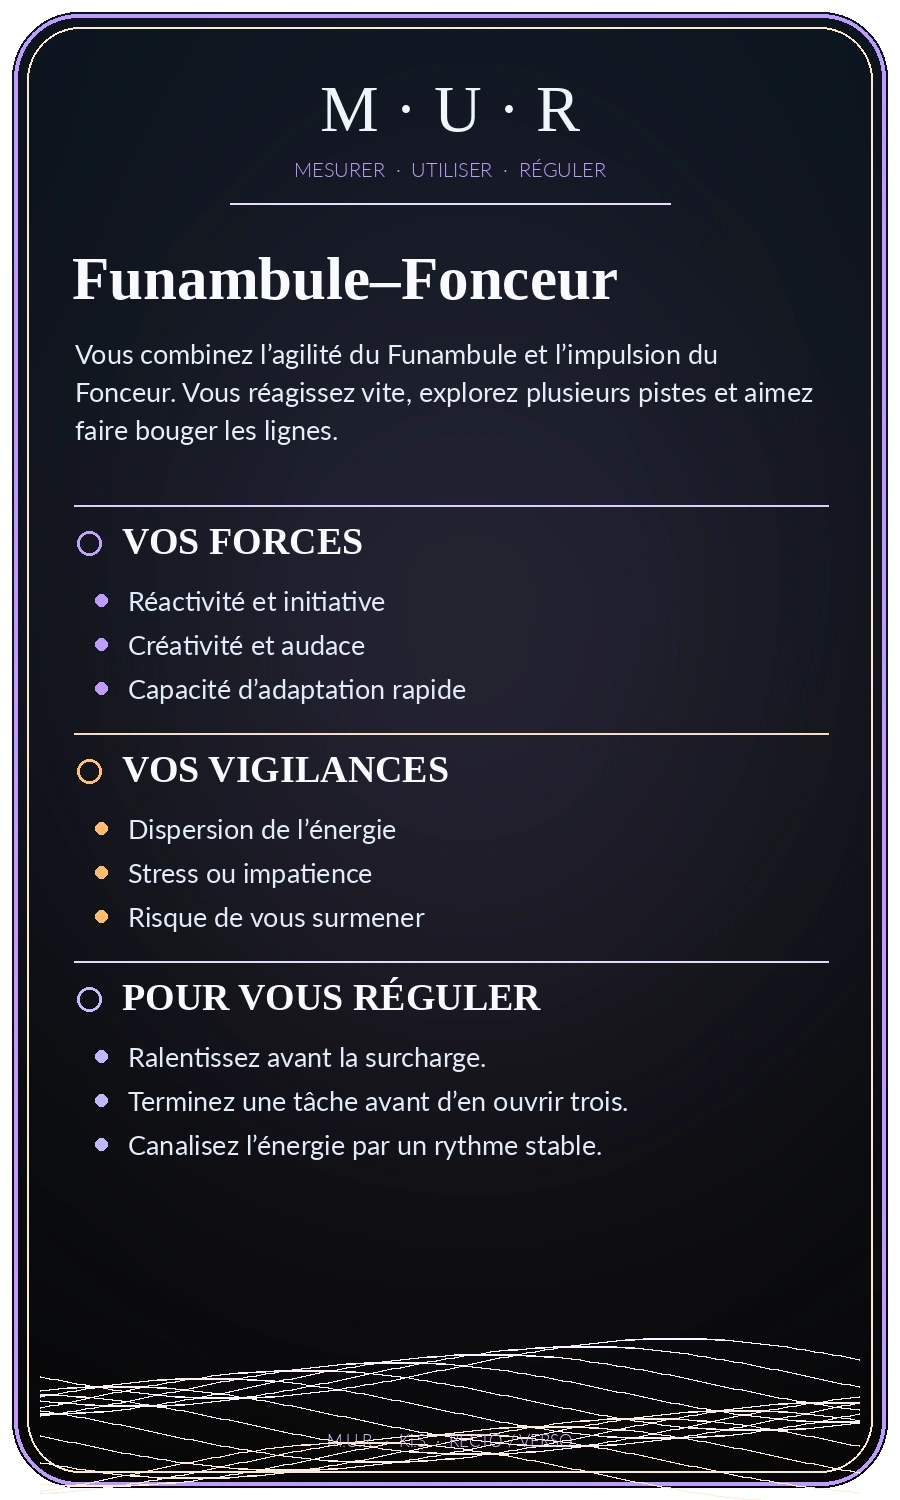 M · U · R
MESURER · UTILISER · RÉGULER
Funambule–Fonceur
Vous combinez l’agilité du Funambule et l’impulsion du
Fonceur. Vous réagissez vite, explorez plusieurs pistes et aimez
faire bouger les lignes.
VOS FORCES
Réactivité et initiative
Créativité et audace
Capacité d’adaptation rapide
VOS VIGILANCES
Dispersion de l’énergie
Stress ou impatience
Risque de vous surmener
POUR VOUS RÉGULER
Ralentissez avant la surcharge.
Terminez une tâche avant d’en ouvrir trois.
Canalisez l’énergie par un rythme stable.
M·U·R · RECTO / VERSO